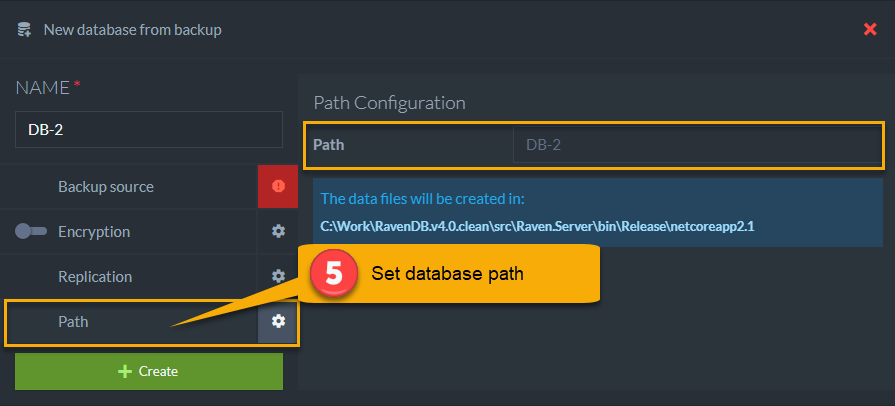 New database from backup
NAME *
DB-2
Backup source
Encryption
Replication
Path
Create
Path Configuration
Path DB-2
The data files will be created in:
C:\Work\RavenDB.v4.0.clean\src\Raven.Server\bin\Release\netcoreapp2.1
5 Set database path